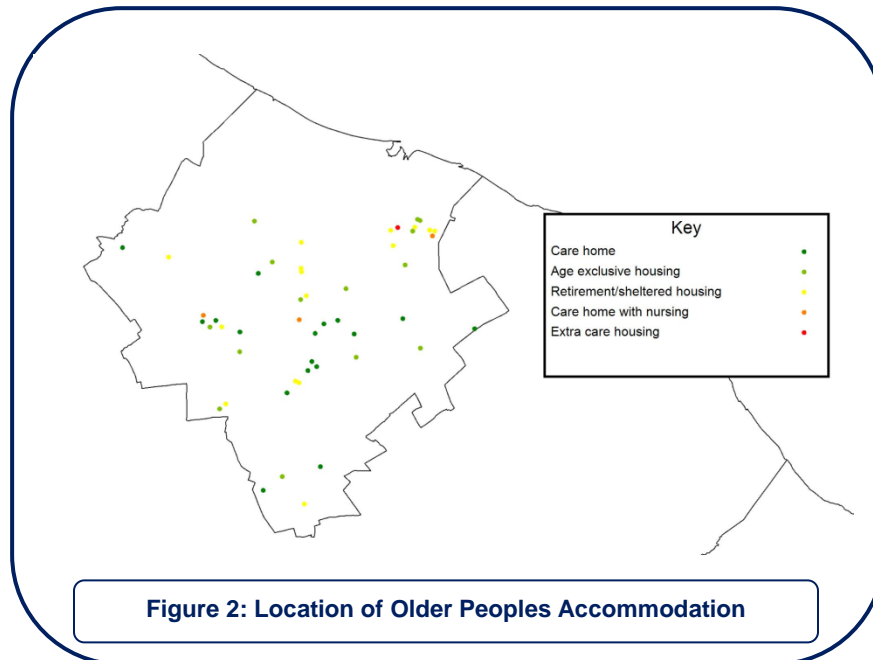 Key
Care home
Age exclusive housing
Retirement/sheltered housing
Care home with nursing
Extra care housing
Figure 2: Location of Older Peoples Accommodation